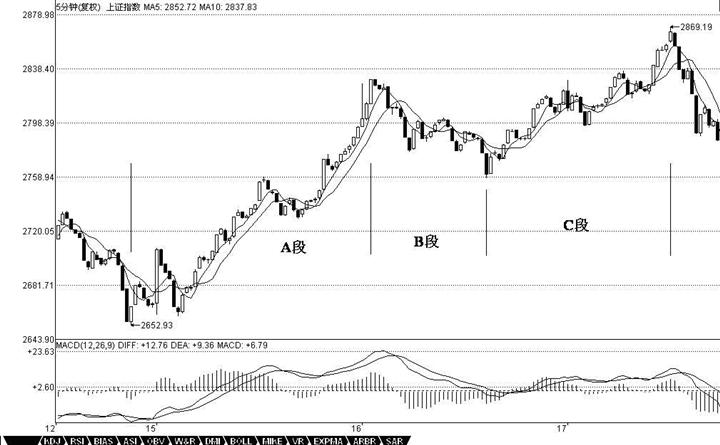 5分钟(复权) 上证指数 MA5: 2852.72 MA10: 2837.83
2878.98
2869.19
2838.40
2798.39
2758.94
A段 B段 C段
2720.05
2681.71
2652.93
2643.90
MACD(12,26,9) DIFF: +12.76 DEA: +9.36 MACD: +6.79
+23.63
+2.60
12 15 16 17
KDJ RSI BIAS ASI OBV W&R DMI BOLL MIKE VR EXPMA ARBR SAR